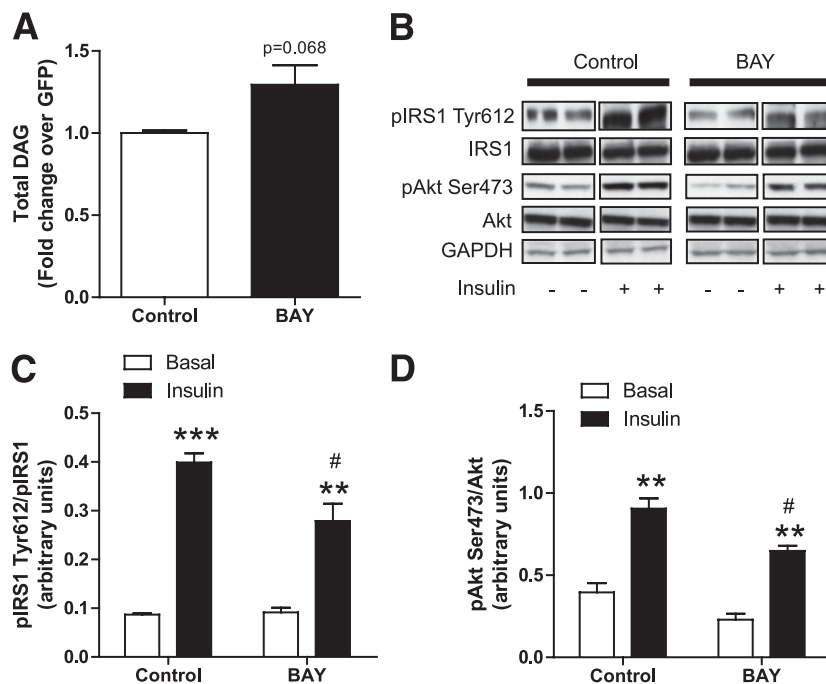 A
Total DAG
(Fold change over GFP)
1.5
1.0
0.5
0.0
p=0.068
Control
BAY
B
Control
BAY
pIRS1 Tyr612
IRS1
pAkt Ser473
Akt
GAPDH
Insulin - - + + - - + +
C
Basal
Insulin
pIRS1 Tyr612/pIRS1
(arbitrary units)
0.5
0.4
0.3
0.2
0.1
0.0
***
#
**
Control
BAY
D
Basal
Insulin
pAkt Ser473/Akt
(arbitrary units)
1.5
1.0
0.5
0.0
**
#
**
Control
BAY